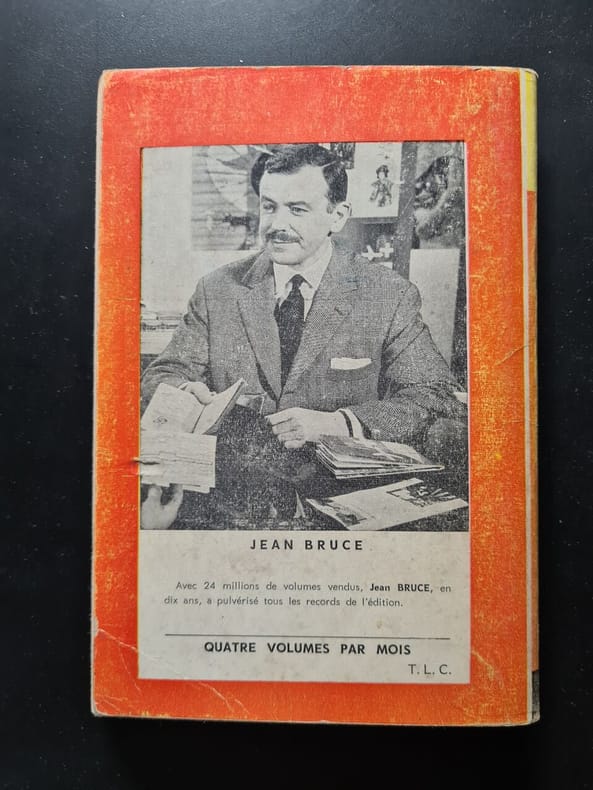 JEAN BRUCE
Avec 24 millions de volumes vendus, Jean BRUCE, en
dix ans, a pulvérisé tous les records de l'édition.
QUATRE VOLUMES PAR MOIS
T. L. C.